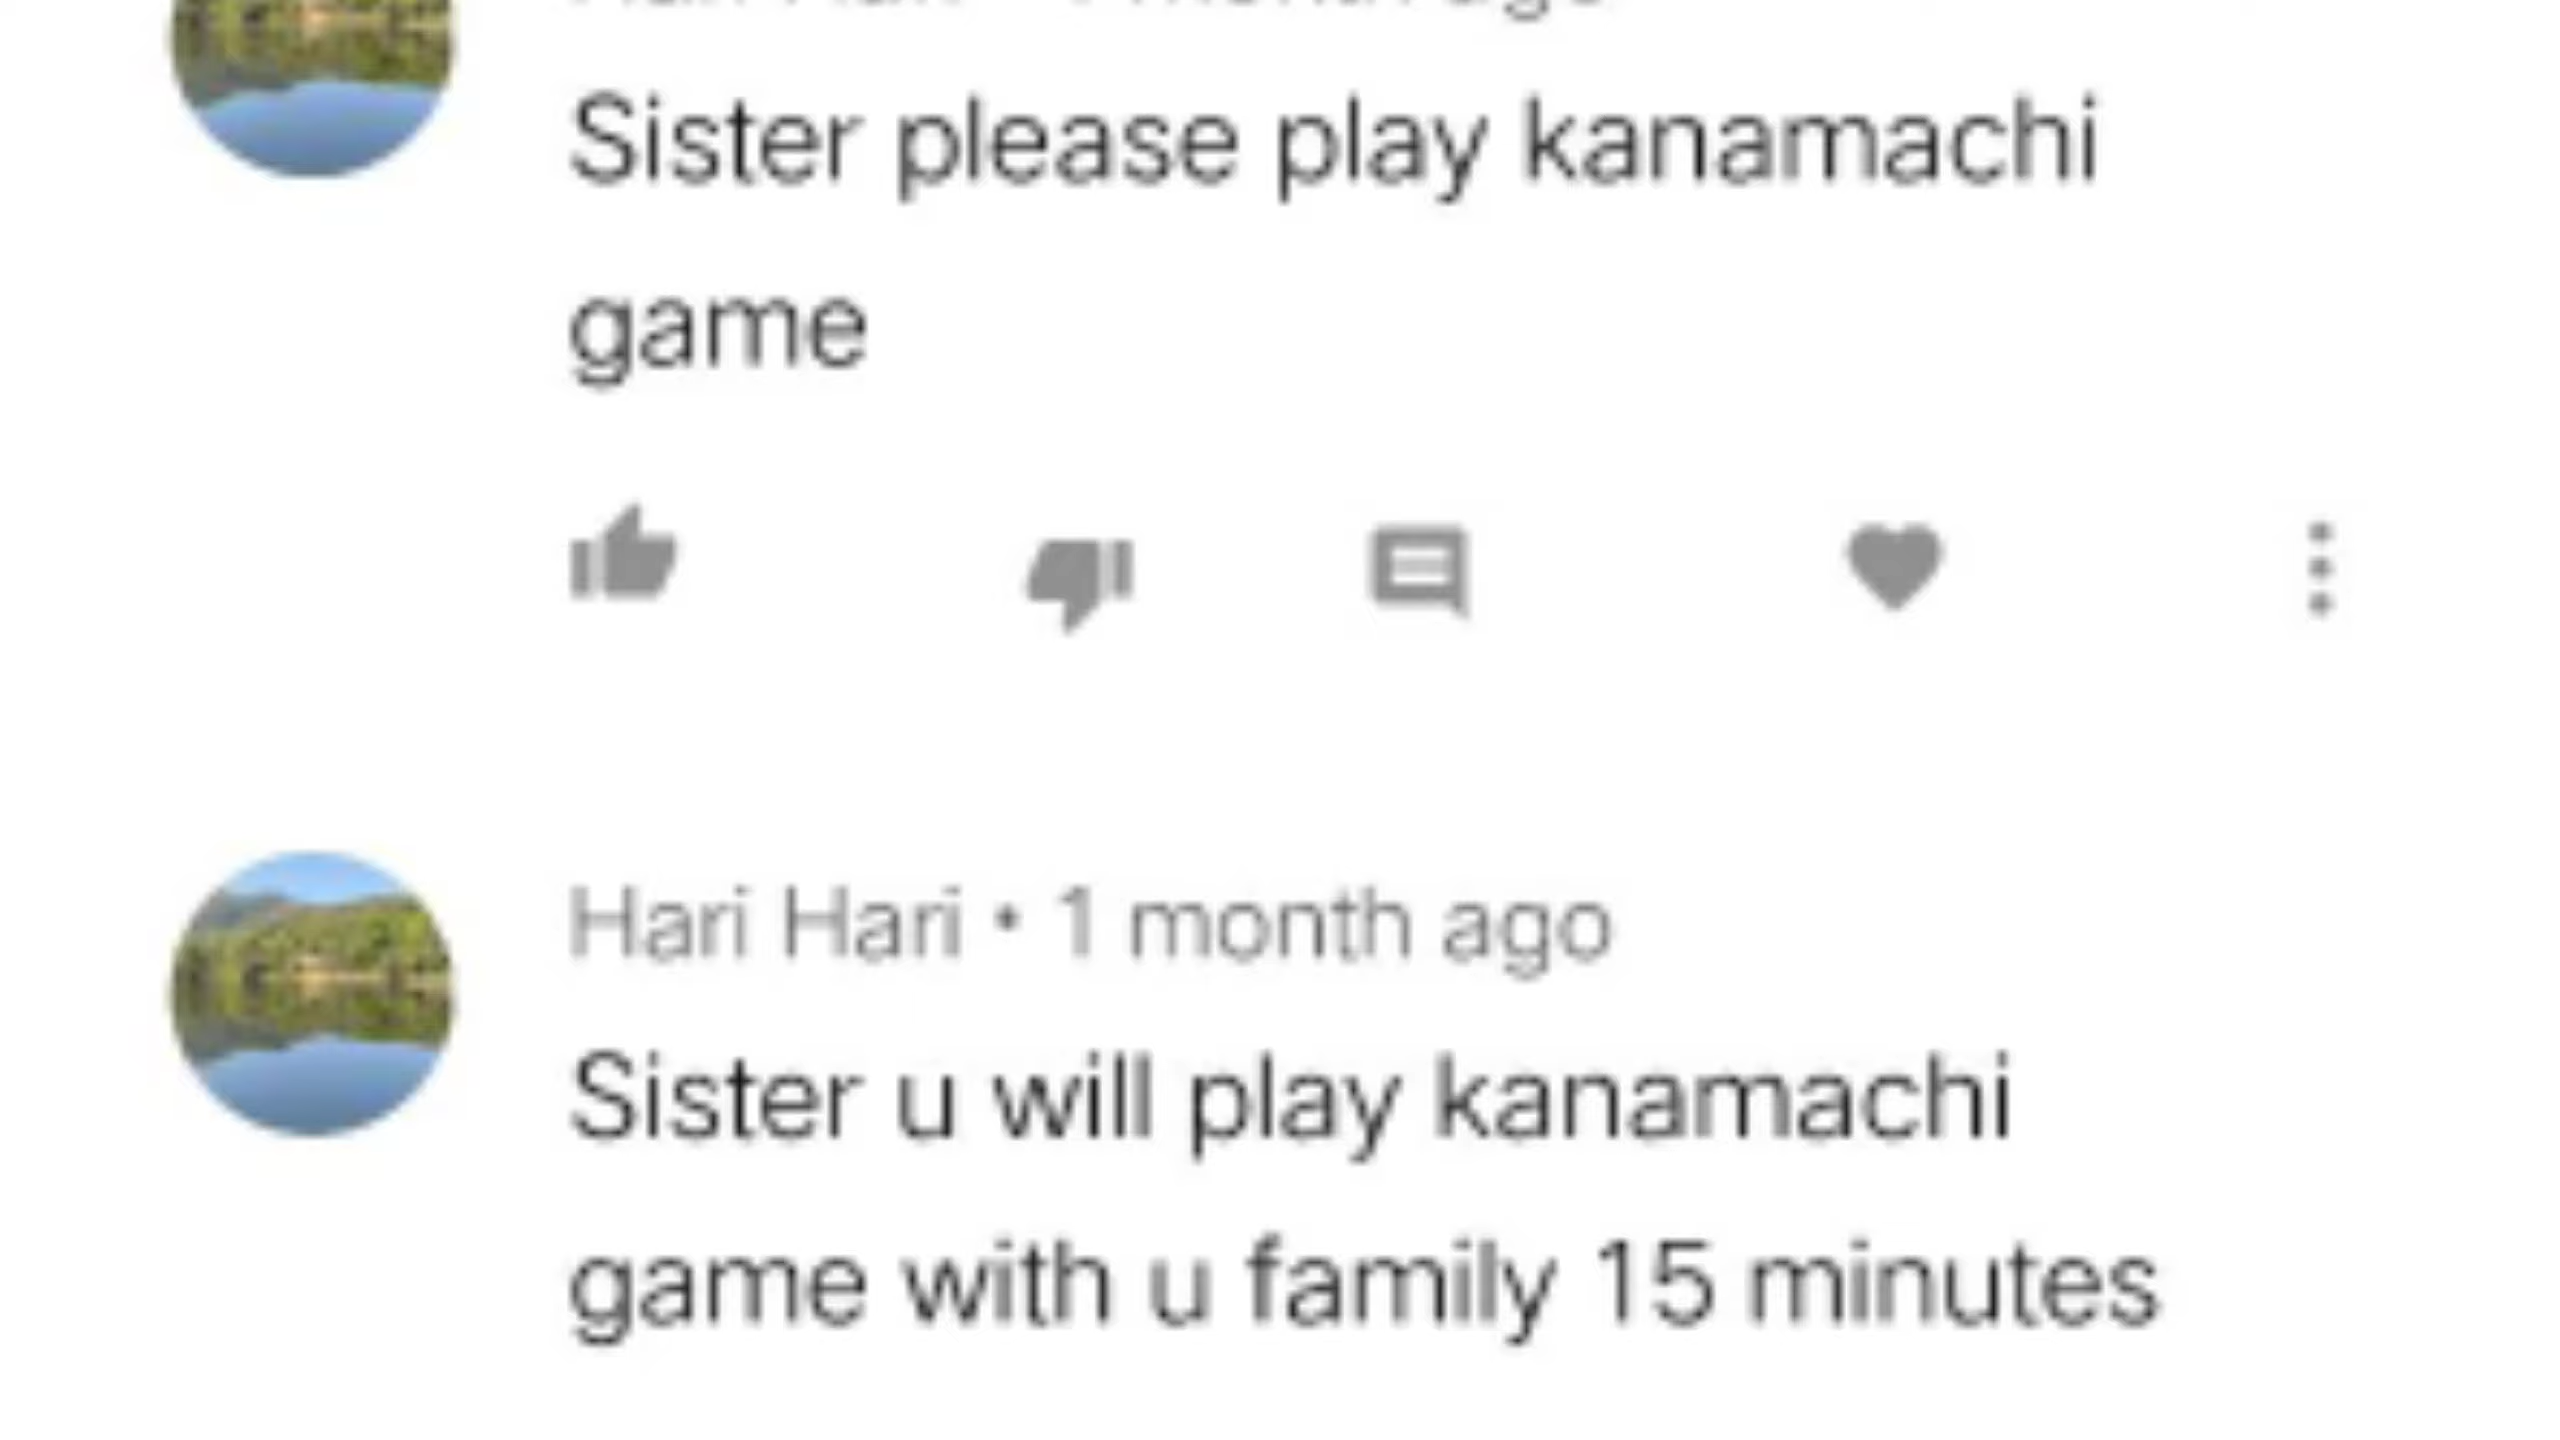 Sister please play kanamachi
game
Hari Hari • 1 month ago
Sister u will play kanamachi
game with u family 15 minutes